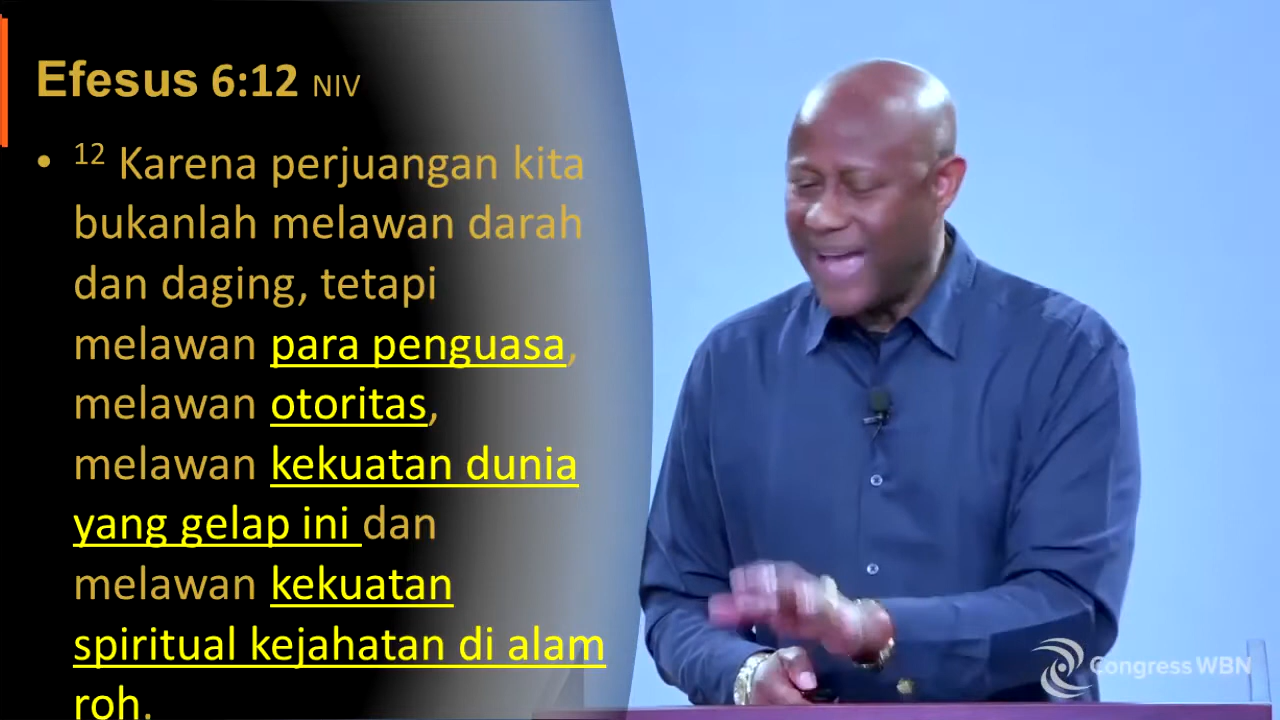 Efesus 6:12 NIV
• 12 Karena perjuangan kita
bukanlah melawan darah
dan daging, tetapi
melawan para penguasa,
melawan otoritas,
melawan kekuatan dunia
yang gelap ini dan
melawan kekuatan
spiritual kejahatan di alam
roh.
Congress WBN